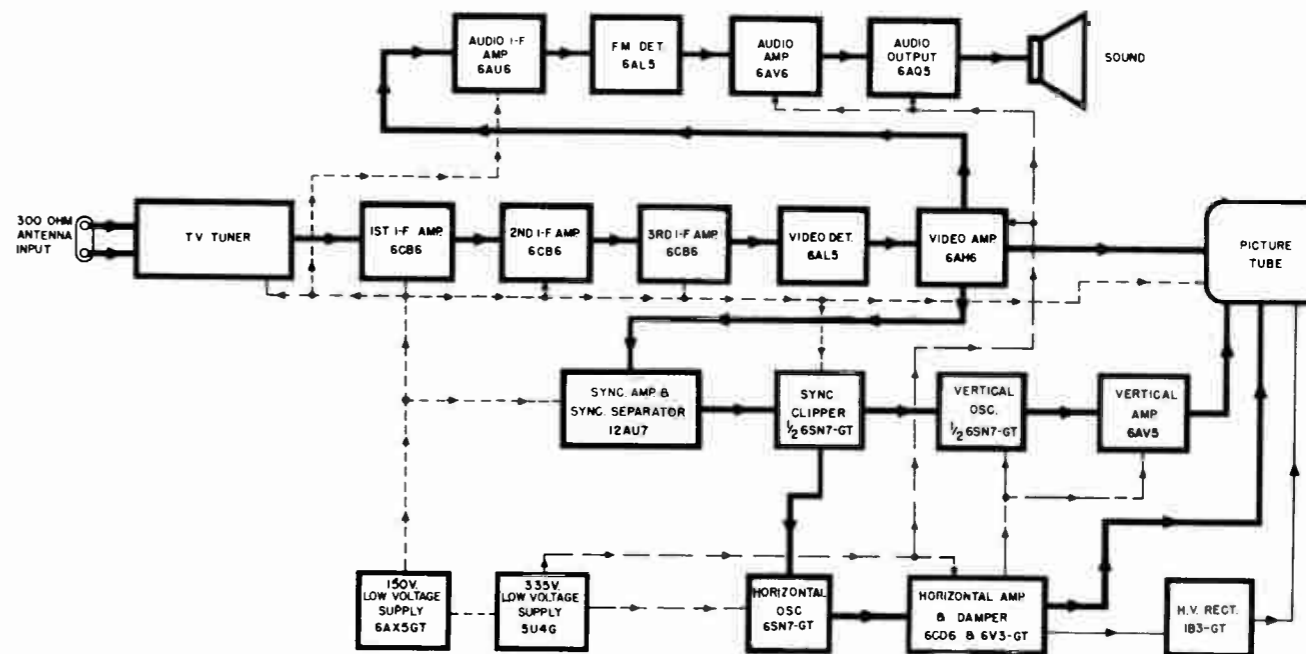 AUDIO I-F
AMP
6AU6
FM DET.
6AL5
AUDIO
AMP
6AV6
AUDIO
OUTPUT
6AQ5
SOUND
300 OHM
ANTENNA
INPUT
TV TUNER
1ST I-F AMP.
6CB6
2ND I-F AMP.
6CB6
3RD I-F AMP.
6CB6
VIDEO DET.
6AL5
VIDEO AMP.
6AH6
PICTURE
TUBE
SYNC. AMP &
SYNC. SEPARATOR
12AU7
SYNC
CLIPPER
1/2 6SN7-GT
VERTICAL
OSC.
1/2 6SN7-GT
VERTICAL
AMP.
6AV5
150V.
LOW VOLTAGE
SUPPLY
6AX5GT
335V.
LOW VOLTAGE
SUPPLY
5U4G
HORIZONTAL
OSC
6SN7-GT
HORIZONTAL AMP.
& DAMPER
6CD6 & 6V3-GT
H.V. RECT.
1B3-GT